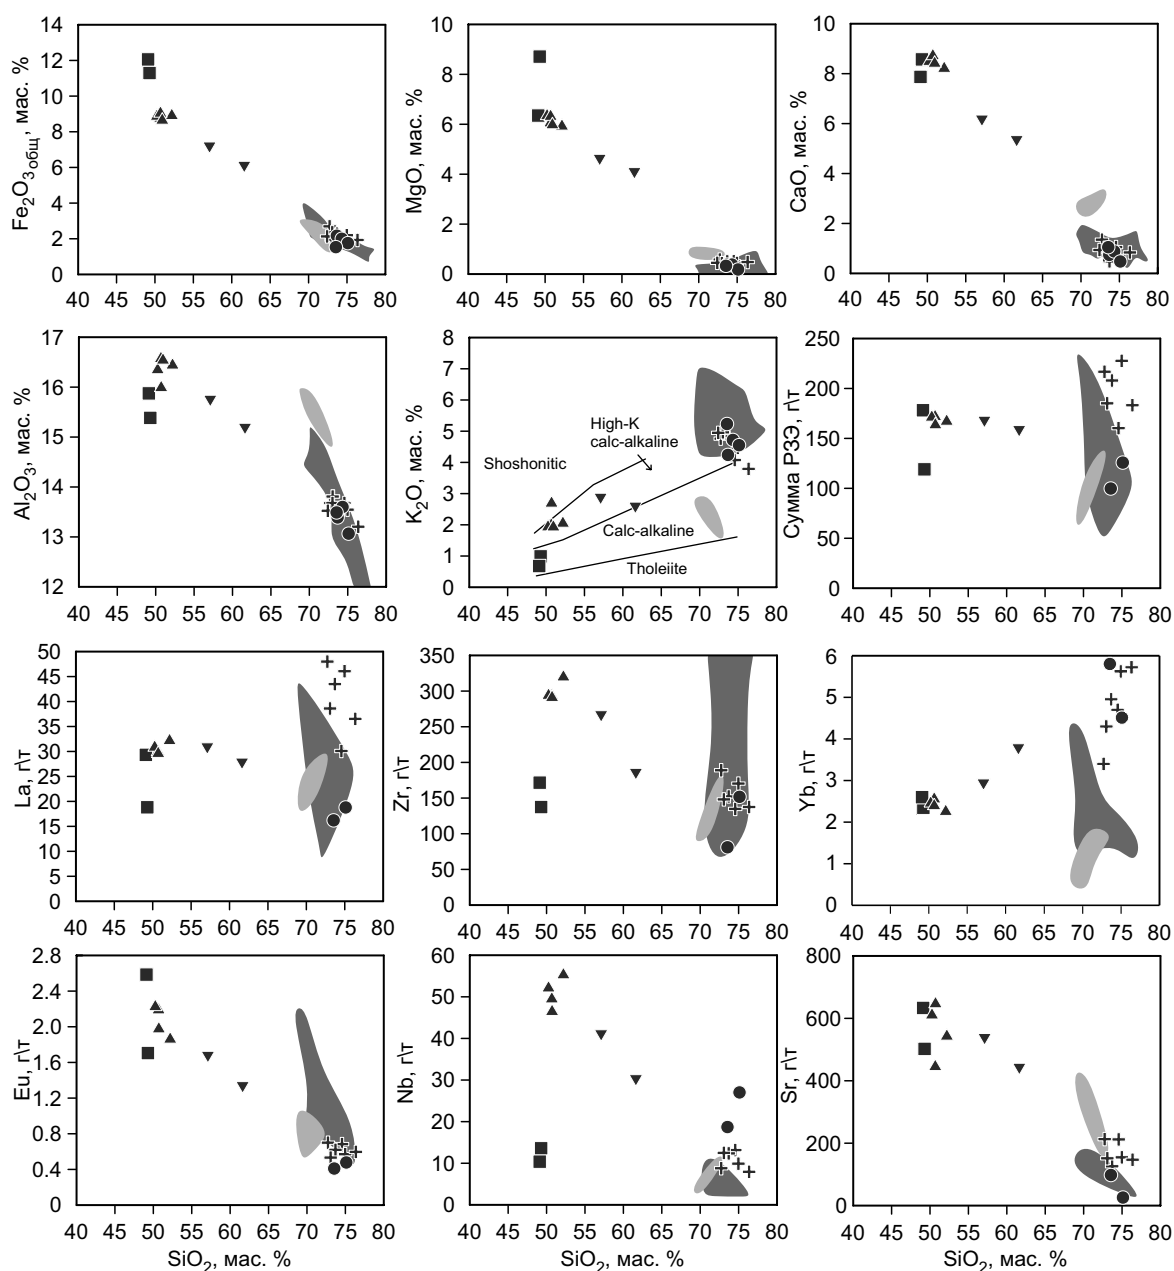 14
12
10
8
6
4
2
0
Fe2O3общ, мас. %
40 45 50 55 60 65 70 75 80
10
8
6
4
2
0
MgO, мас. %
40 45 50 55 60 65 70 75 80
10
8
6
4
2
0
CaO, мас. %
40 45 50 55 60 65 70 75 80
17
16
15
14
13
12
Al2O3, мас. %
40 45 50 55 60 65 70 75 80
8
7
6
5
4
3
2
1
0
K2O, мас. %
High-K
calc-alkaline
Shoshonitic
Calc-alkaline
Tholeiite
40 45 50 55 60 65 70 75 80
250
200
150
100
50
0
Сумма РЗЭ, г\т
40 45 50 55 60 65 70 75 80
50
45
40
35
30
25
20
15
10
5
0
La, г\т
40 45 50 55 60 65 70 75 80
350
300
250
200
150
100
50
0
Zr, г\т
40 45 50 55 60 65 70 75 80
6
5
4
3
2
1
0
Yb, г\т
40 45 50 55 60 65 70 75 80
2.8
2.4
2.0
1.6
1.2
0.8
0.4
0
Eu, г\т
40 45 50 55 60 65 70 75 80
SiO2, мас. %
60
50
40
30
20
10
0
Nb, г\т
40 45 50 55 60 65 70 75 80
SiO2, мас. %
800
600
400
200
0
Sr, г\т
40 45 50 55 60 65 70 75 80
SiO2, мас. %